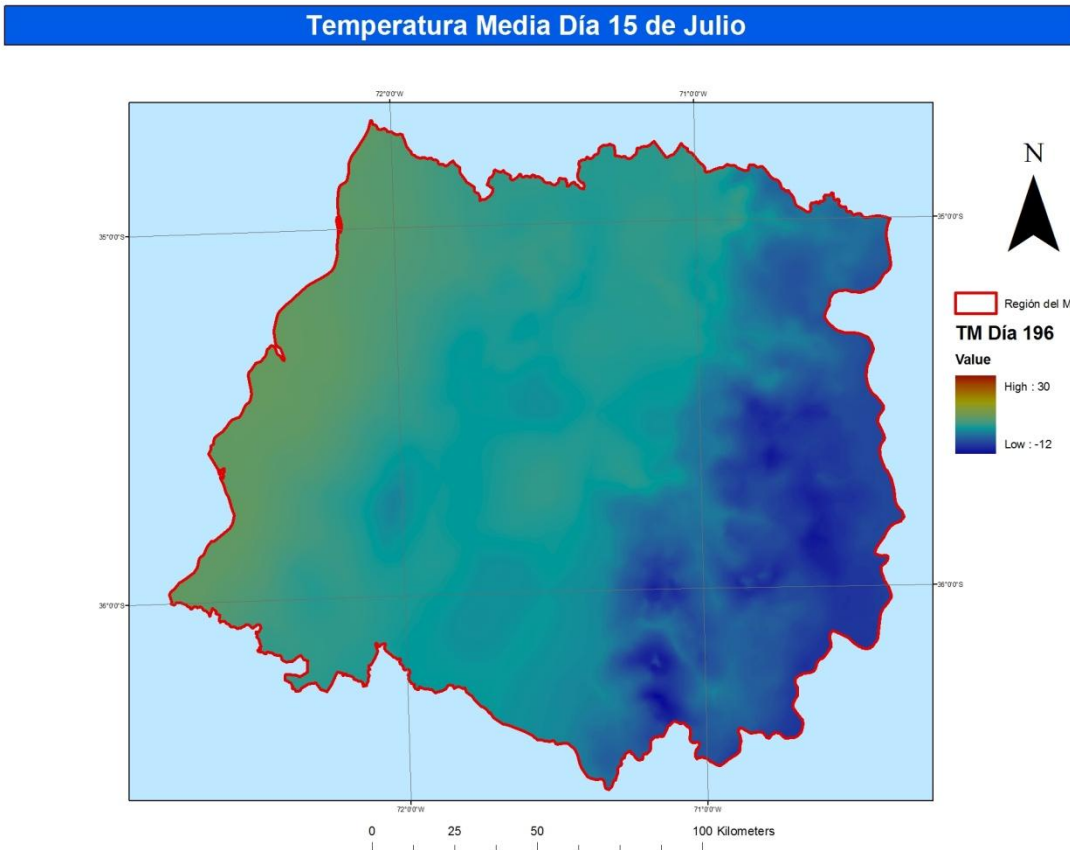 Temperatura Media Día 15 de Julio
72°0'0"W 71°0'0"W
N
35°0'0"S 35°0'0"S
Región del M
TM Día 196
Value
High : 30
Low : -12
36°0'0"S 36°0'0"S
72°0'0"W 71°0'0"W
0 25 50 100 Kilometers